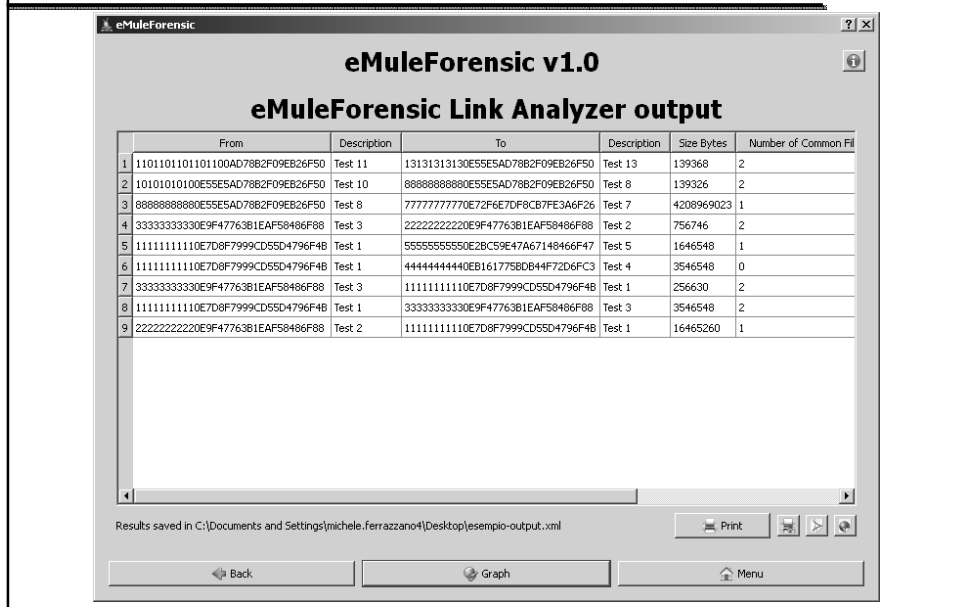 eMuleForensic
eMuleForensic v1.0
eMuleForensic Link Analyzer output
From Description To Description Size Bytes Number of Common Fil
1 1101101101101100AD78B2F09EB26F50 Test 11 13131313130E55E5AD78B2F09EB26F50 Test 13 139368 2
2 10101010100E55E5AD78B2F09EB26F50 Test 10 88888888880E55E5AD78B2F09EB26F50 Test 8 139326 2
3 88888888880E55E5AD78B2F09EB26F50 Test 8 77777777770E72F6E7DF8CB7FE3A6F26 Test 7 4208969023 1
4 33333333330E9F47763B1EAF58486F88 Test 3 22222222220E9F47763B1EAF58486F88 Test 2 756746 2
5 11111111110E7D8F7999CD55D4796F4B Test 1 55555555550E2BC59E47A67148466F47 Test 5 1646548 1
6 11111111110E7D8F7999CD55D4796F4B Test 1 44444444440EB161775BDB44F72D6FC3 Test 4 3546548 0
7 33333333330E9F47763B1EAF58486F88 Test 3 11111111110E7D8F7999CD55D4796F4B Test 1 256630 2
8 11111111110E7D8F7999CD55D4796F4B Test 1 33333333330E9F47763B1EAF58486F88 Test 3 3546548 2
9 22222222220E9F47763B1EAF58486F88 Test 2 11111111110E7D8F7999CD55D4796F4B Test 1 16465260 1
Results saved in C:\Documents and Settings\michele.ferrazzano4\Desktop\esempio-output.xml
Print
Back Graph Menu